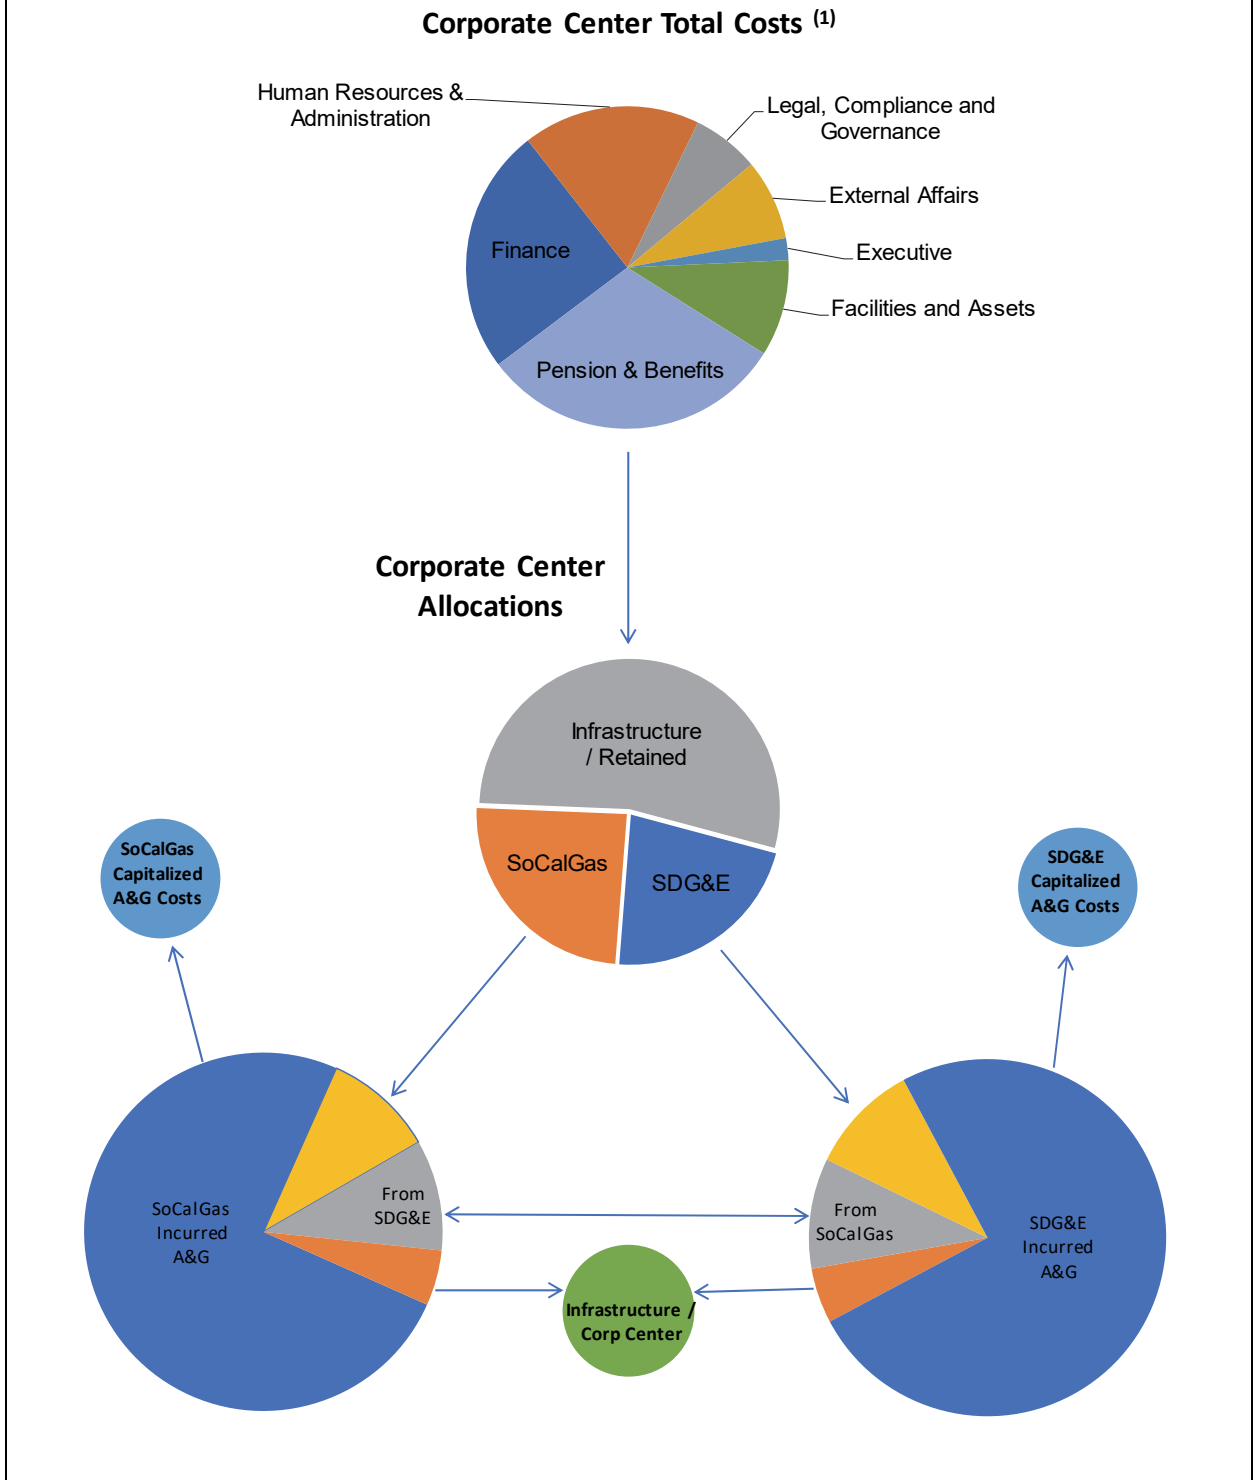 Corporate Center Total Costs (1)
Human Resources &
Administration
Legal, Compliance and
Governance
External Affairs
Finance
Executive
Facilities and Assets
Pension & Benefits
Corporate Center
Allocations
Infrastructure
/ Retained
SoCalGas
SDG&E
SoCalGas
Capitalized
A&G Costs
SDG&E
Capitalized
A&G Costs
SoCalGas
Incurred
A&G
From
SDG&E
From
SoCalGas
SDG&E
Incurred
A&G
Infrastructure /
Corp Center